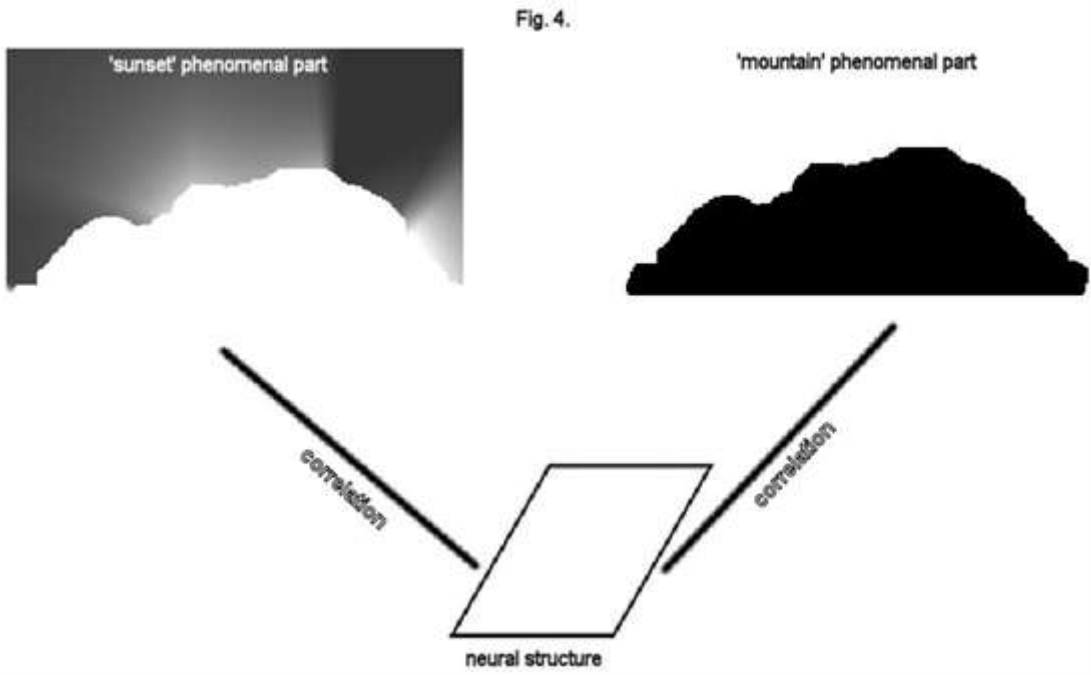 Fig. 4.
'sunset' phenomenal part
'mountain' phenomenal part
correlation
correlation
neural structure